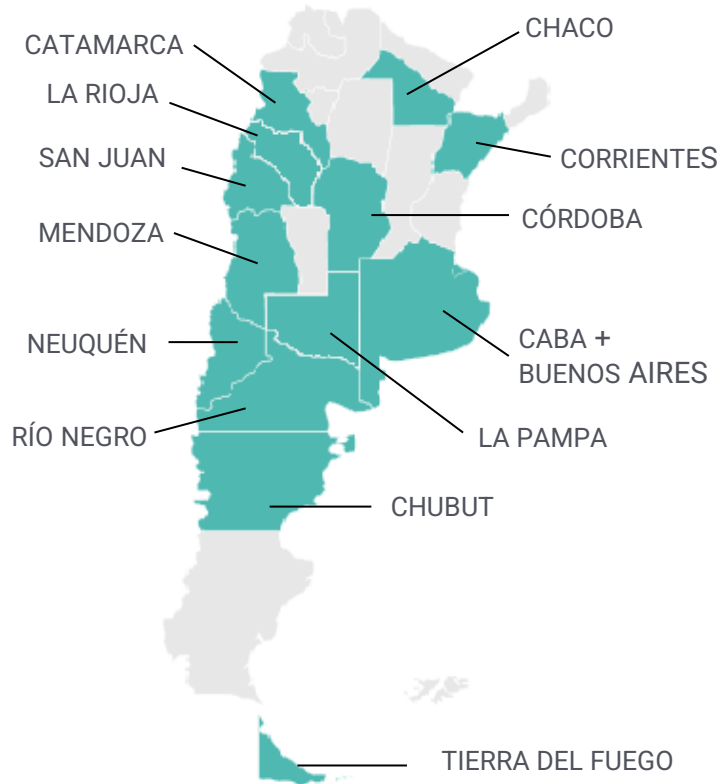 CATAMARCA
CHACO
LA RIOJA
SAN JUAN
CORRIENTES
CÓRDOBA
MENDOZA
NEUQUÉN
CABA +
BUENOS AIRES
RÍO NEGRO
LA PAMPA
CHUBUT
TIERRA DEL FUEGO